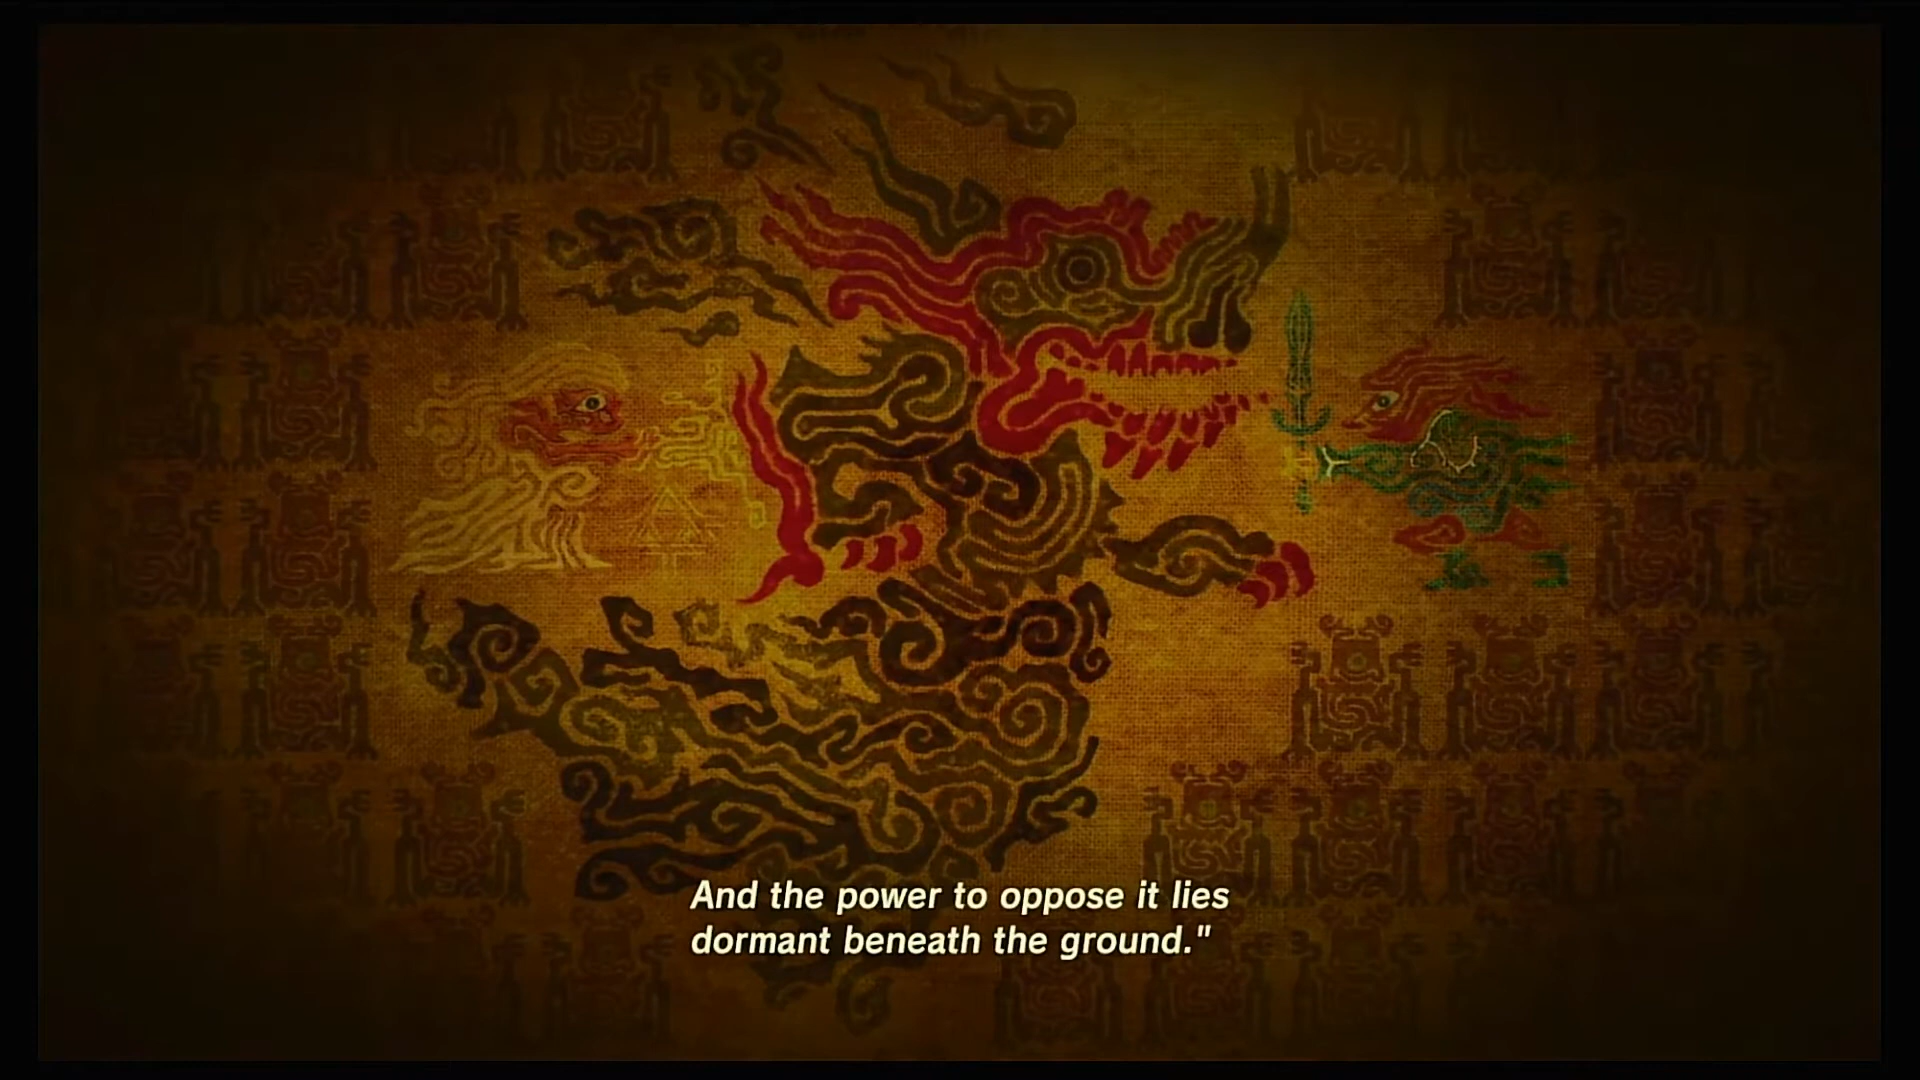 And the power to oppose it lies
dormant beneath the ground."